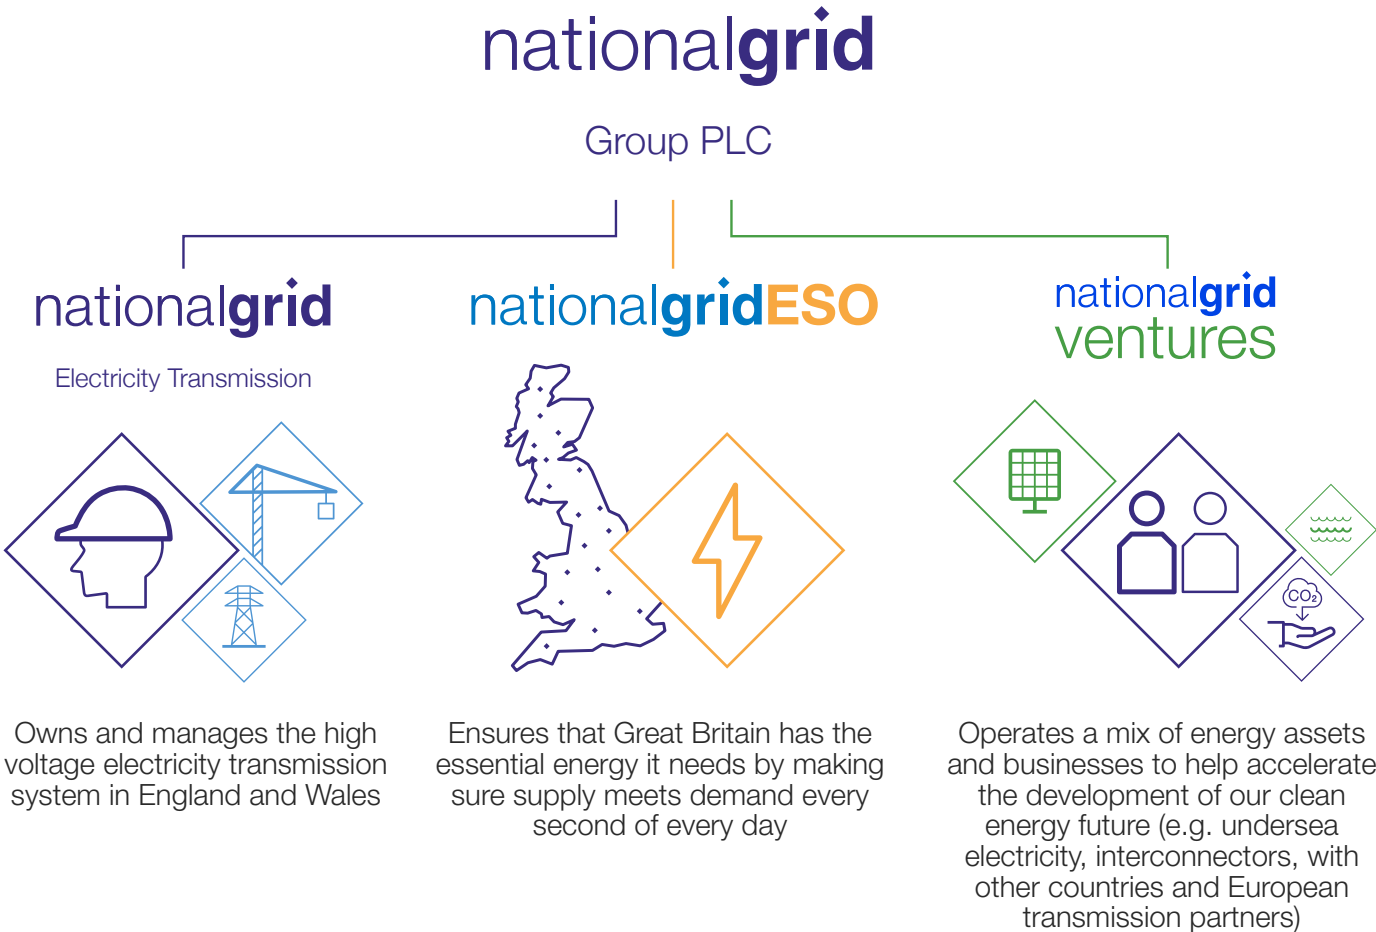 nationalgrid
Group PLC
nationalgrid
Electricity Transmission
nationalgridESO
nationalgrid
ventures
CO2
Owns and manages the high
voltage electricity transmission
system in England and Wales
Ensures that Great Britain has the
essential energy it needs by making
sure supply meets demand every
second of every day
Operates a mix of energy assets
and businesses to help accelerate
the development of our clean
energy future (e.g. undersea
electricity, interconnectors, with
other countries and European
transmission partners)